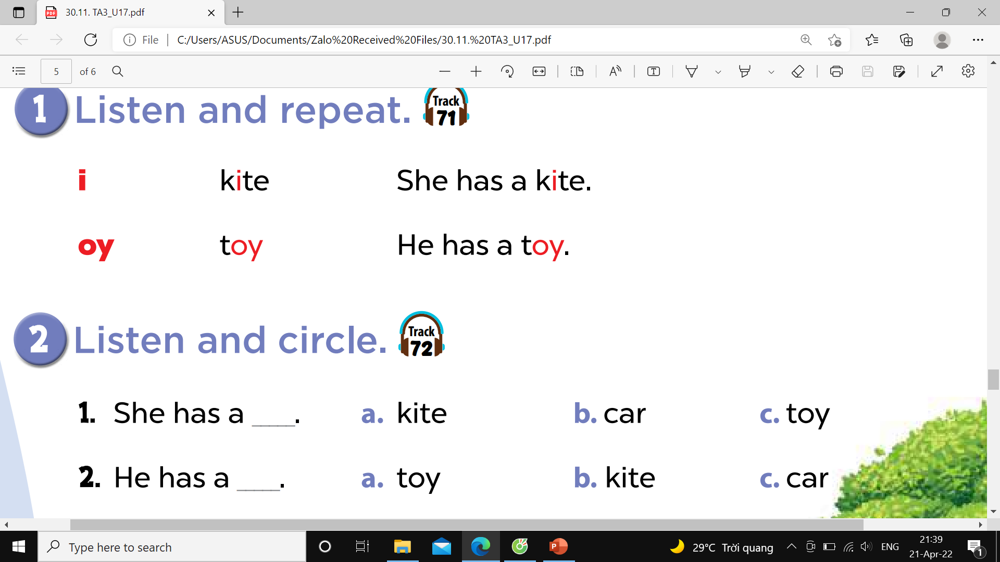 30.11. TA3_U17.pdf
File
C:/Users/ASUS/Documents/Zalo%20Received%20Files/30.11.%20TA3_U17.pdf
5 of 6
1 Listen and repeat. Track 71
i kite She has a kite.
oy toy He has a toy.
2 Listen and circle. Track 72
1. She has a ____. a. kite b. car c. toy
2. He has a ____. a. toy b. kite c. car
Type here to search
29°C Trời quang
ENG
21:39
21-Apr-22
1